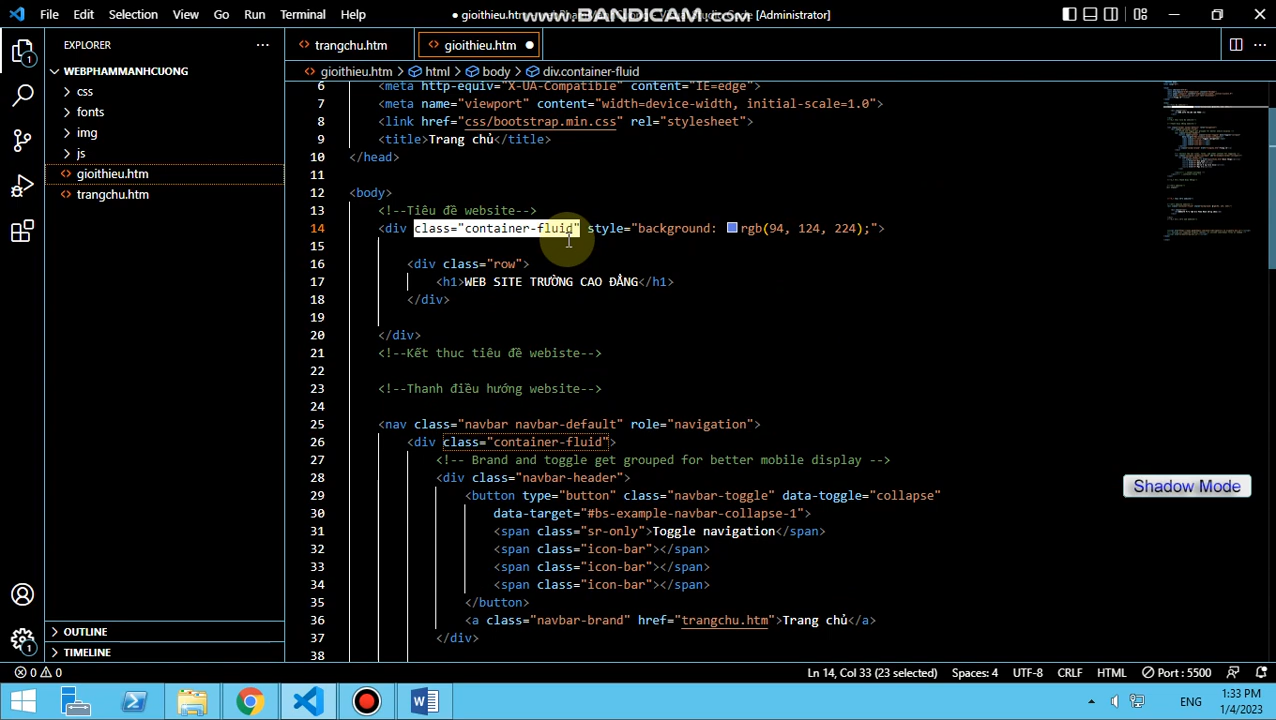 File Edit Selection View Go Run Terminal Help
gioithieu.htm
[Administrator]
www.BANDICAM.com
EXPLORER
WEBPHAMMANHCUONG
css
fonts
img
js
gioithieu.htm
trangchu.htm
OUTLINE
TIMELINE
trangchu.htm
gioithieu.htm
gioithieu.htm > html > body > div.container-fluid
6 <meta http-equiv="X-UA-Compatible" content="IE=edge">
7 <meta name="viewport" content="width=device-width, initial-scale=1.0">
8 <link href="css/bootstrap.min.css" rel="stylesheet">
9 <title>Trang chủ</title>
10 </head>
11
12 <body>
13 <!--Tiêu đề website-->
14 <div class="container-fluid" style="background: rgb(94, 124, 224);">
15
16 <div class="row">
17 <h1>WEB SITE TRƯỜNG CAO ĐẲNG</h1>
18 </div>
19
20 </div>
21 <!--Kết thuc tiêu đề webiste-->
22
23 <!--Thanh điều hướng website-->
24
25 <nav class="navbar navbar-default" role="navigation">
26 <div class="container-fluid">
27 <!-- Brand and toggle get grouped for better mobile display -->
28 <div class="navbar-header">
29 <button type="button" class="navbar-toggle" data-toggle="collapse"
30 data-target="#bs-example-navbar-collapse-1">
31 <span class="sr-only">Toggle navigation</span>
32 <span class="icon-bar"></span>
33 <span class="icon-bar"></span>
34 <span class="icon-bar"></span>
35 </button>
36 <a class="navbar-brand" href="trangchu.htm">Trang chủ</a>
37 </div>
38
Shadow Mode
0 0
Ln 14, Col 33 (23 selected) Spaces: 4 UTF-8 CRLF HTML Port : 5500
ENG
1:33 PM
1/4/2023